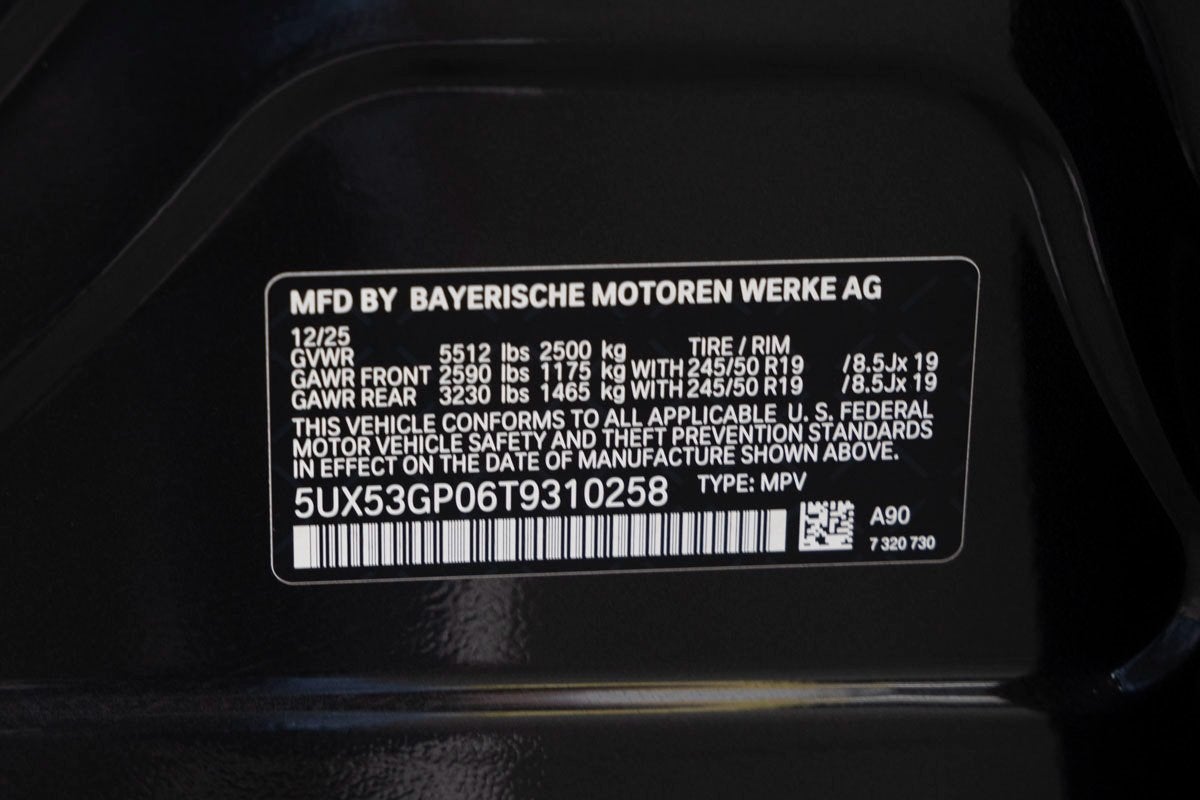 MFD BY BAYERISCHE MOTOREN WERKE AG
12/25 TIRE / RIM
GVWR 5512 lbs 2500 kg
GAWR FRONT 2590 lbs 1175 kg WITH 245/50 R19 /8.5Jx 19
GAWR REAR 3230 lbs 1465 kg WITH 245/50 R19 /8.5Jx 19
THIS VEHICLE CONFORMS TO ALL APPLICABLE U. S. FEDERAL
MOTOR VEHICLE SAFETY AND THEFT PREVENTION STANDARDS
IN EFFECT ON THE DATE OF MANUFACTURE SHOWN ABOVE.
5UX53GP06T9310258 TYPE: MPV
A90
7 320 730